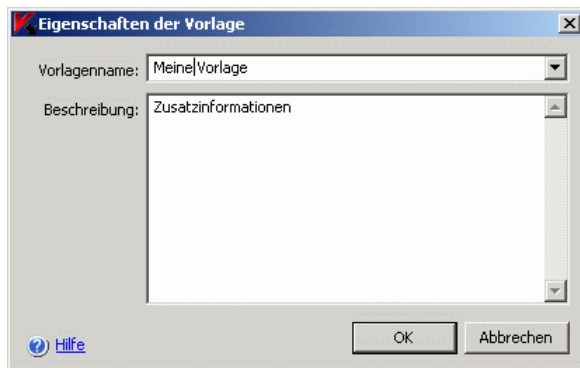 Eigenschaften der Vorlage
Vorlagenname: Meine Vorlage
Beschreibung: Zusatzinformationen
Hilfe OK Abbrechen